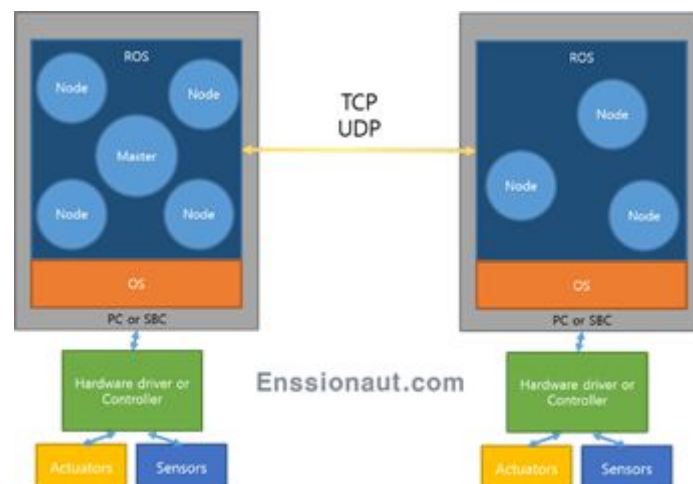 ROS
Node
Node
Master
Node
Node
OS
PC or SBC
Hardware driver or
Controller
Actuators
Sensors
TCP
UDP
Enssionaut.com
ROS
Node
Node
Node
OS
PC or SBC
Hardware driver or
Controller
Actuators
Sensors